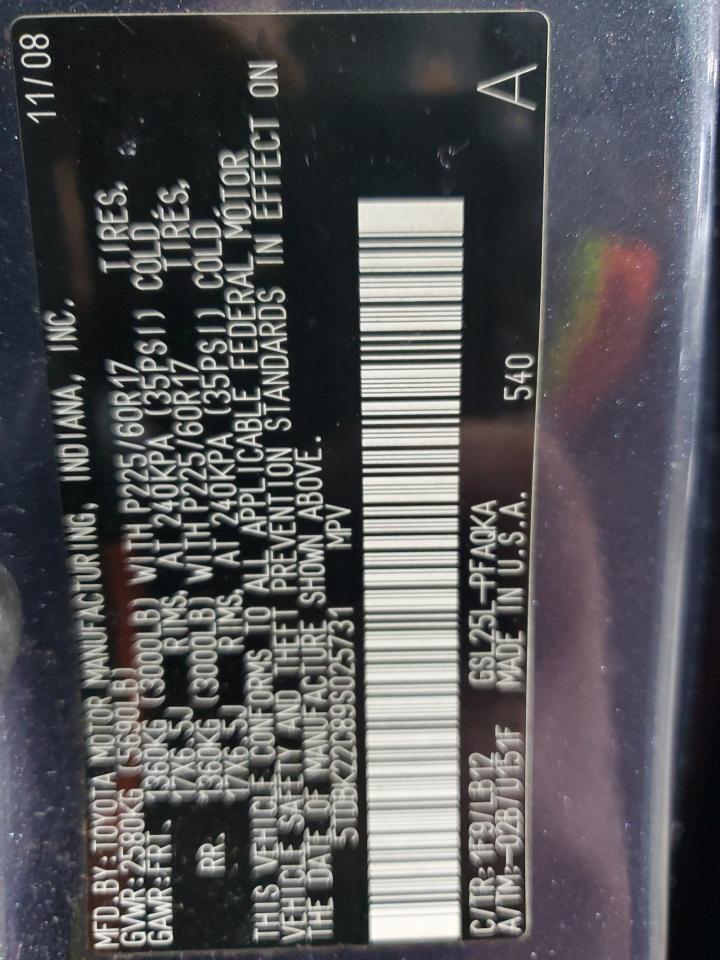 MFD. BY: TOYOTA MOTOR MANUFACTURING, INDIANA, INC. 11/08
GVWR: 2580KG (5690LB)
GAWR: FRT. 1360KG (3000LB) WITH P225/60R17 TIRES,
17X6.5J RIMS, AT 240KPA (35PSI) COLD
RR. 1360KG (3000LB) WITH P225/60R17 TIRES,
17X6.5J RIMS, AT 240KPA (35PSI) COLD
THIS VEHICLE CONFORMS TO ALL APPLICABLE FEDERAL MOTOR
VEHICLE SAFETY AND THEFT PREVENTION STANDARDS IN EFFECT ON
THE DATE OF MANUFACTURE SHOWN ABOVE.
5TDBK22C89S025731 MPV
C/TR: 1F9/LB12 GSL25L-PFAQKA
A/TM: -02B/U151F MADE IN U.S.A. 540 A